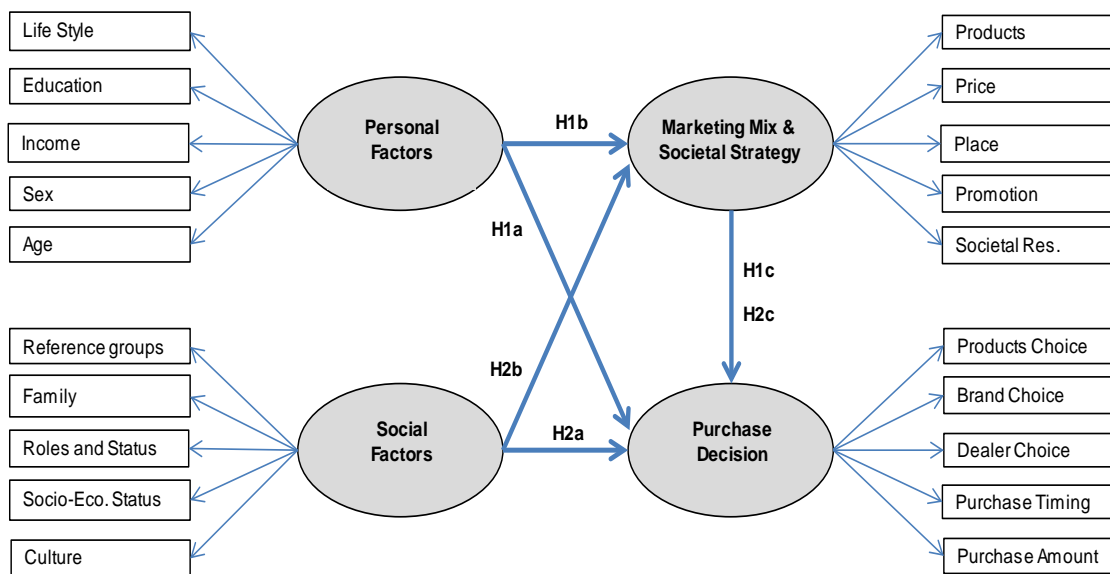 Life Style
Education
Income
Sex
Age
Personal
Factors
H1b
H1a
Marketing Mix &
Societal Strategy
Products
Price
Place
Promotion
Societal Res.
H1c
H2c
Reference groups
Family
Roles and Status
Socio-Eco. Status
Culture
Social
Factors
H2b
H2a
Purchase
Decision
Products Choice
Brand Choice
Dealer Choice
Purchase Timing
Purchase Amount